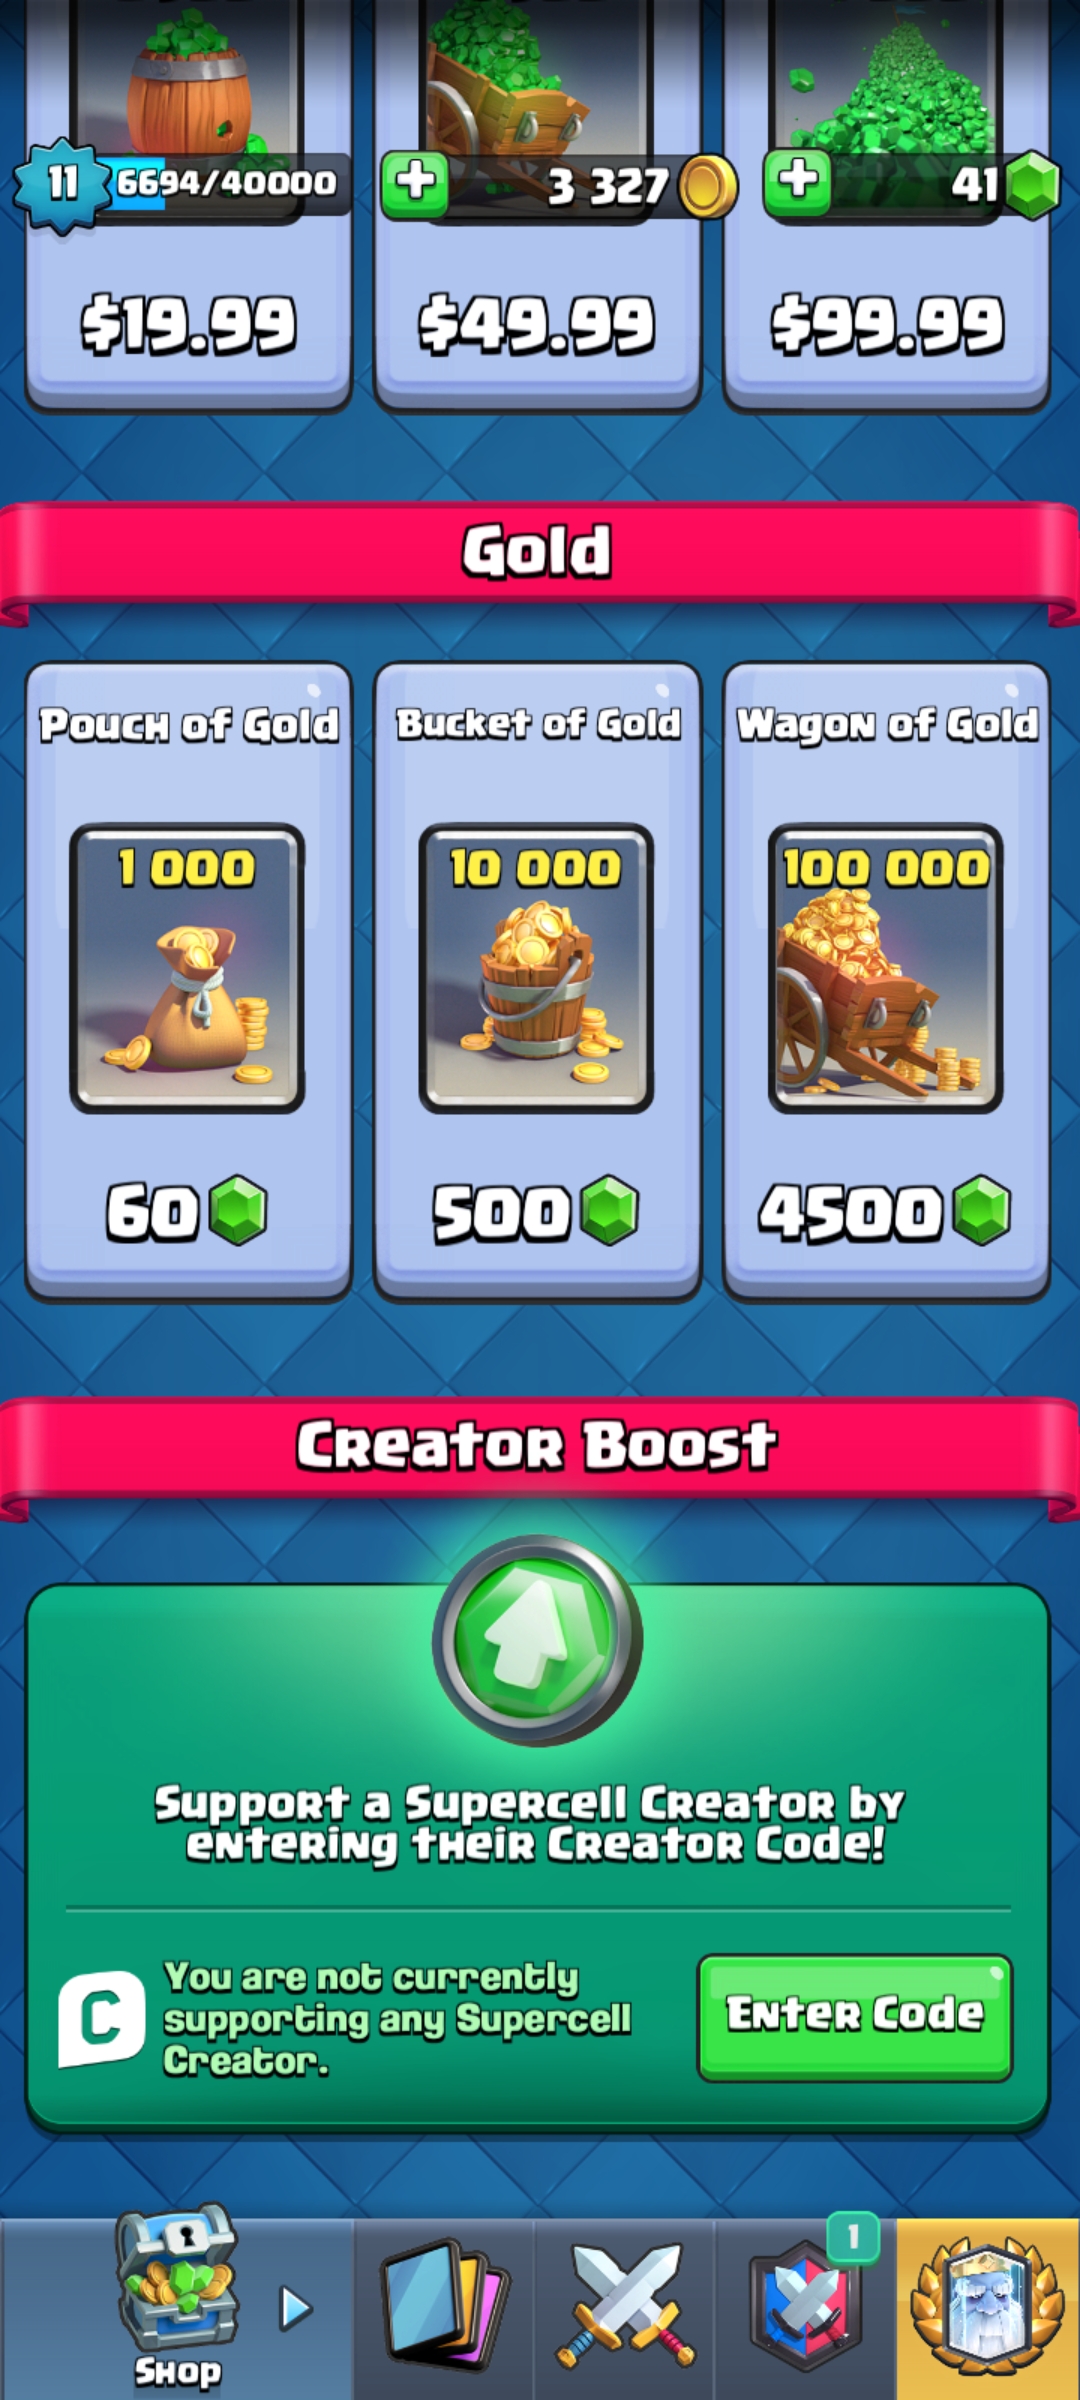 11
6694/40000
3 327
41
$19.99
$49.99
$99.99
Gold
Pouch of Gold
Bucket of Gold
Wagon of Gold
1 000
10 000
100 000
60
500
4500
Creator Boost
Support a Supercell Creator by
entering their Creator Code!
You are not currently
supporting any Supercell
Creator.
C
Enter Code
1
Shop